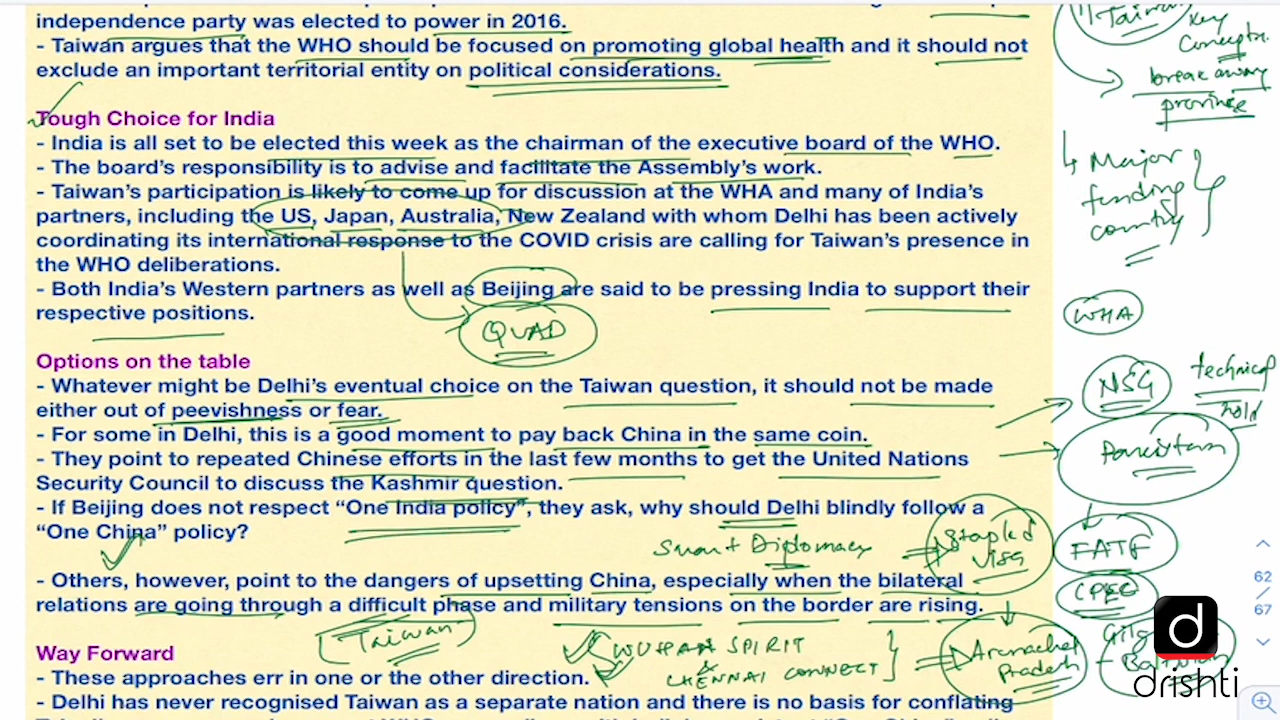 independence party was elected to power in 2016.
- Taiwan argues that the WHO should be focused on promoting global health and it should not
exclude an important territorial entity on political considerations.
Tough Choice for India
- India is all set to be elected this week as the chairman of the executive board of the WHO.
- The board's responsibility is to advise and facilitate the Assembly's work.
- Taiwan's participation is likely to come up for discussion at the WHA and many of India's
partners, including the US, Japan, Australia, New Zealand with whom Delhi has been actively
coordinating its international response to the COVID crisis are calling for Taiwan's presence in
the WHO deliberations.
- Both India's Western partners as well as Beijing are said to be pressing India to support their
respective positions.
QUAD
Options on the table
- Whatever might be Delhi's eventual choice on the Taiwan question, it should not be made
either out of peevishness or fear.
- For some in Delhi, this is a good moment to pay back China in the same coin.
- They point to repeated Chinese efforts in the last few months to get the United Nations
Security Council to discuss the Kashmir question.
- If Beijing does not respect "One India policy", they ask, why should Delhi blindly follow a
"One China" policy?
Smart Diplomacy
Stapled
Visa
- Others, however, point to the dangers of upsetting China, especially when the bilateral
relations are going through a difficult phase and military tensions on the border are rising.
Taiwan
WUHAN SPIRIT
&
CHENNAI CONNECT
Arunachal
Pradesh
Way Forward
- These approaches err in one or the other direction.
- Delhi has never recognised Taiwan as a separate nation and there is no basis for conflating
Taiwan
Key
Concepts
break away
province
Major
funding
country
WHA
NSG
technical
hold
Pakistan
FATF
CPEC
Gilgit
Baltistan
62
/
67
d
drishti